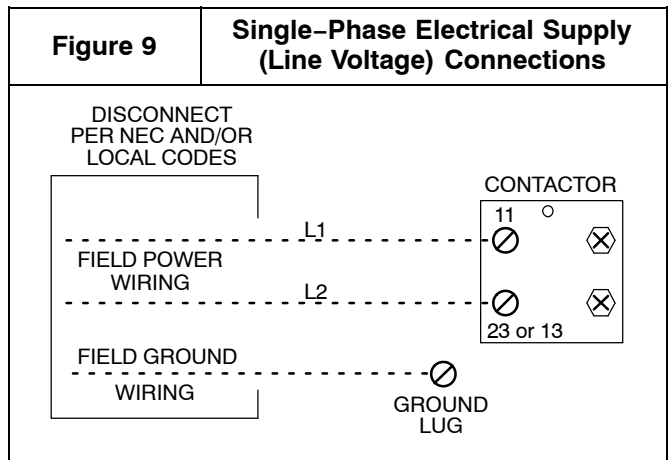 Figure 9
Single–Phase Electrical Supply
(Line Voltage) Connections
DISCONNECT
PER NEC AND/OR
LOCAL CODES
CONTACTOR
11
L1
FIELD POWER
WIRING
L2
23 or 13
FIELD GROUND
WIRING
GROUND
LUG